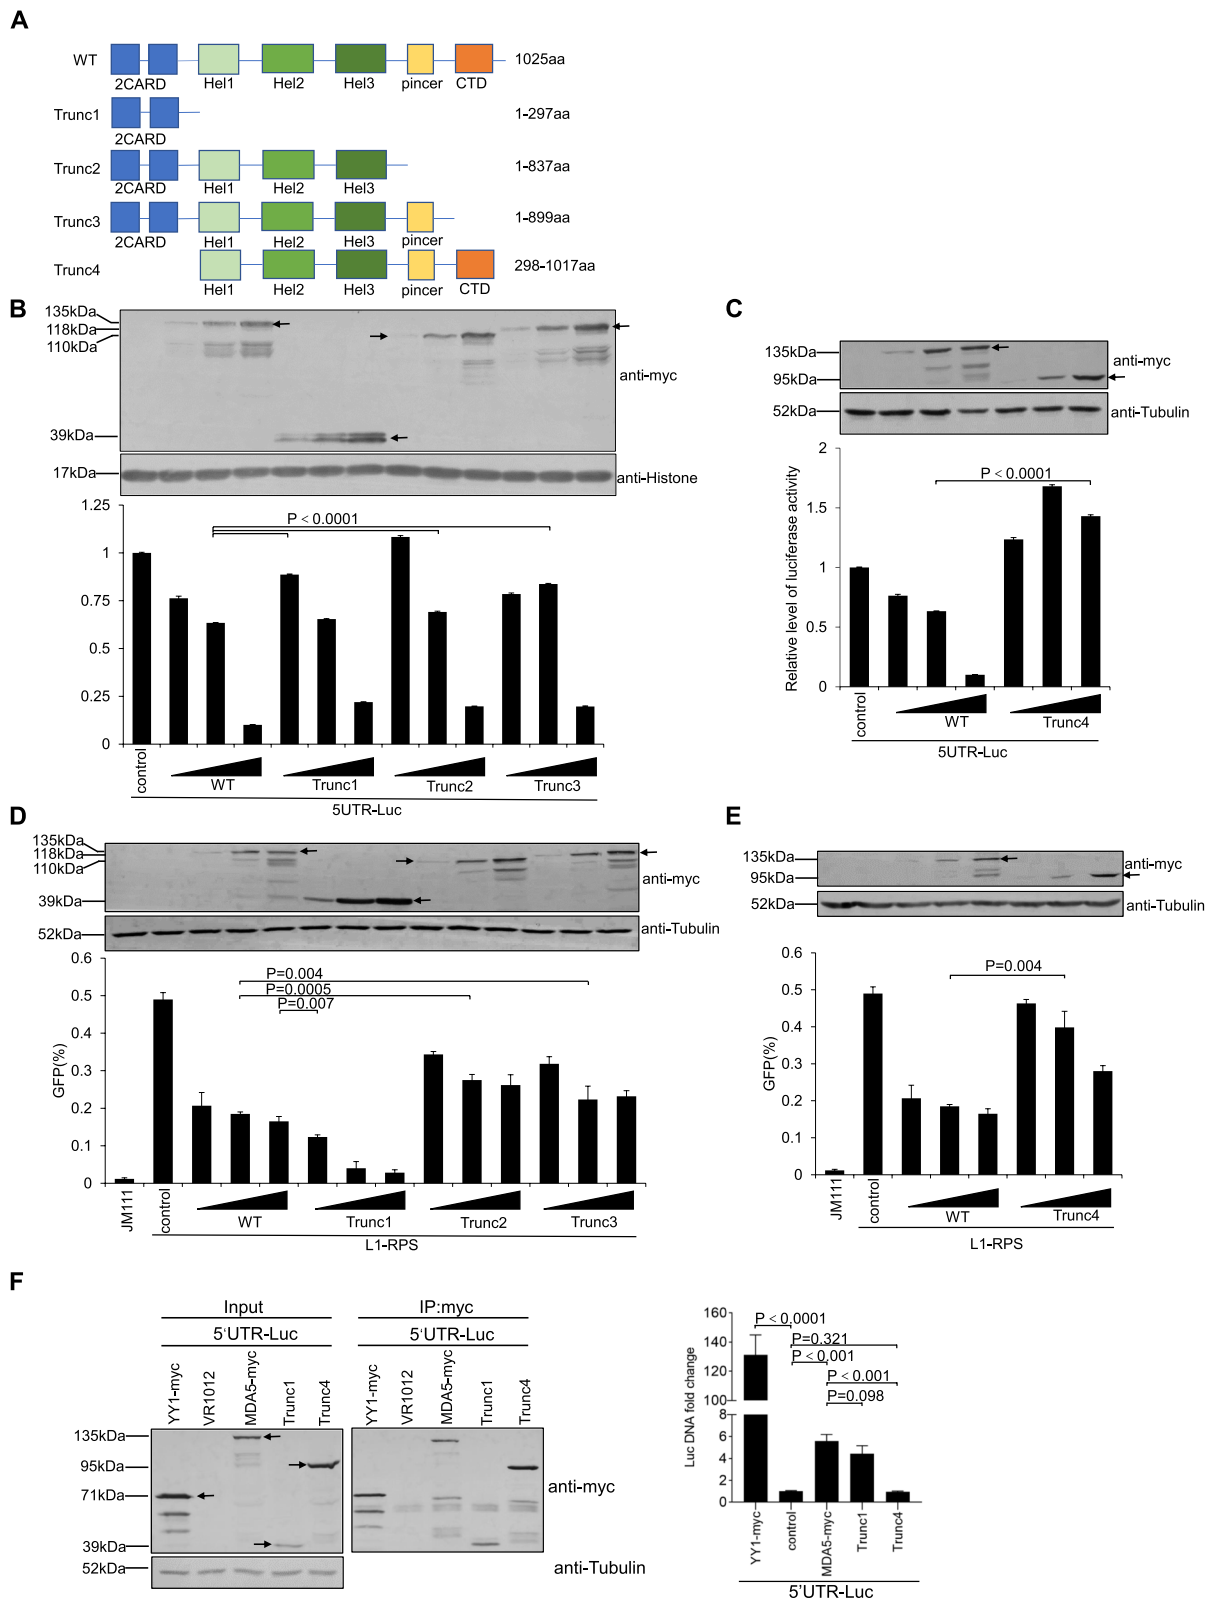 A
WT
2CARD
Hel1
Hel2
Hel3
pincer
CTD
1025aa
Trunc1
2CARD
1-297aa
Trunc2
2CARD
Hel1
Hel2
Hel3
1-837aa
Trunc3
2CARD
Hel1
Hel2
Hel3
pincer
1-899aa
Trunc4
Hel1
Hel2
Hel3
pincer
CTD
298-1017aa
B
135kDa
118kDa
110kDa
39kDa
17kDa
anti-myc
anti-Histone
1.25
1
0.75
0.5
0.25
0
P < 0.0001
control
WT
Trunc1
Trunc2
Trunc3
5UTR-Luc
C
135kDa
95kDa
52kDa
anti-myc
anti-Tubulin
Relative level of luciferase activity
2
1.5
1
0.5
0
P < 0.0001
control
WT
Trunc4
5UTR-Luc
D
135kDa
118kDa
110kDa
39kDa
52kDa
anti-myc
anti-Tubulin
GFP(%)
0.6
0.5
0.4
0.3
0.2
0.1
0
P=0.004
P=0.0005
P=0.007
JM111
control
WT
Trunc1
Trunc2
Trunc3
L1-RPS
E
135kDa
95kDa
52kDa
anti-myc
anti-Tubulin
GFP(%)
0.6
0.5
0.4
0.3
0.2
0.1
0
P=0.004
JM111
control
WT
Trunc4
L1-RPS
F
Input
IP:myc
5'UTR-Luc
5'UTR-Luc
YY1-myc
VR1012
MDA5-myc
Trunc1
Trunc4
YY1-myc
VR1012
MDA5-myc
Trunc1
Trunc4
135kDa
95kDa
71kDa
39kDa
52kDa
anti-myc
anti-Tubulin
Luc DNA fold change
160
140
120
100
8
6
4
2
0
P < 0.0001
P=0.321
P < 0.001
P < 0.001
P=0.098
YY1-myc
control
MDA5-myc
Trunc1
Trunc4
5'UTR-Luc